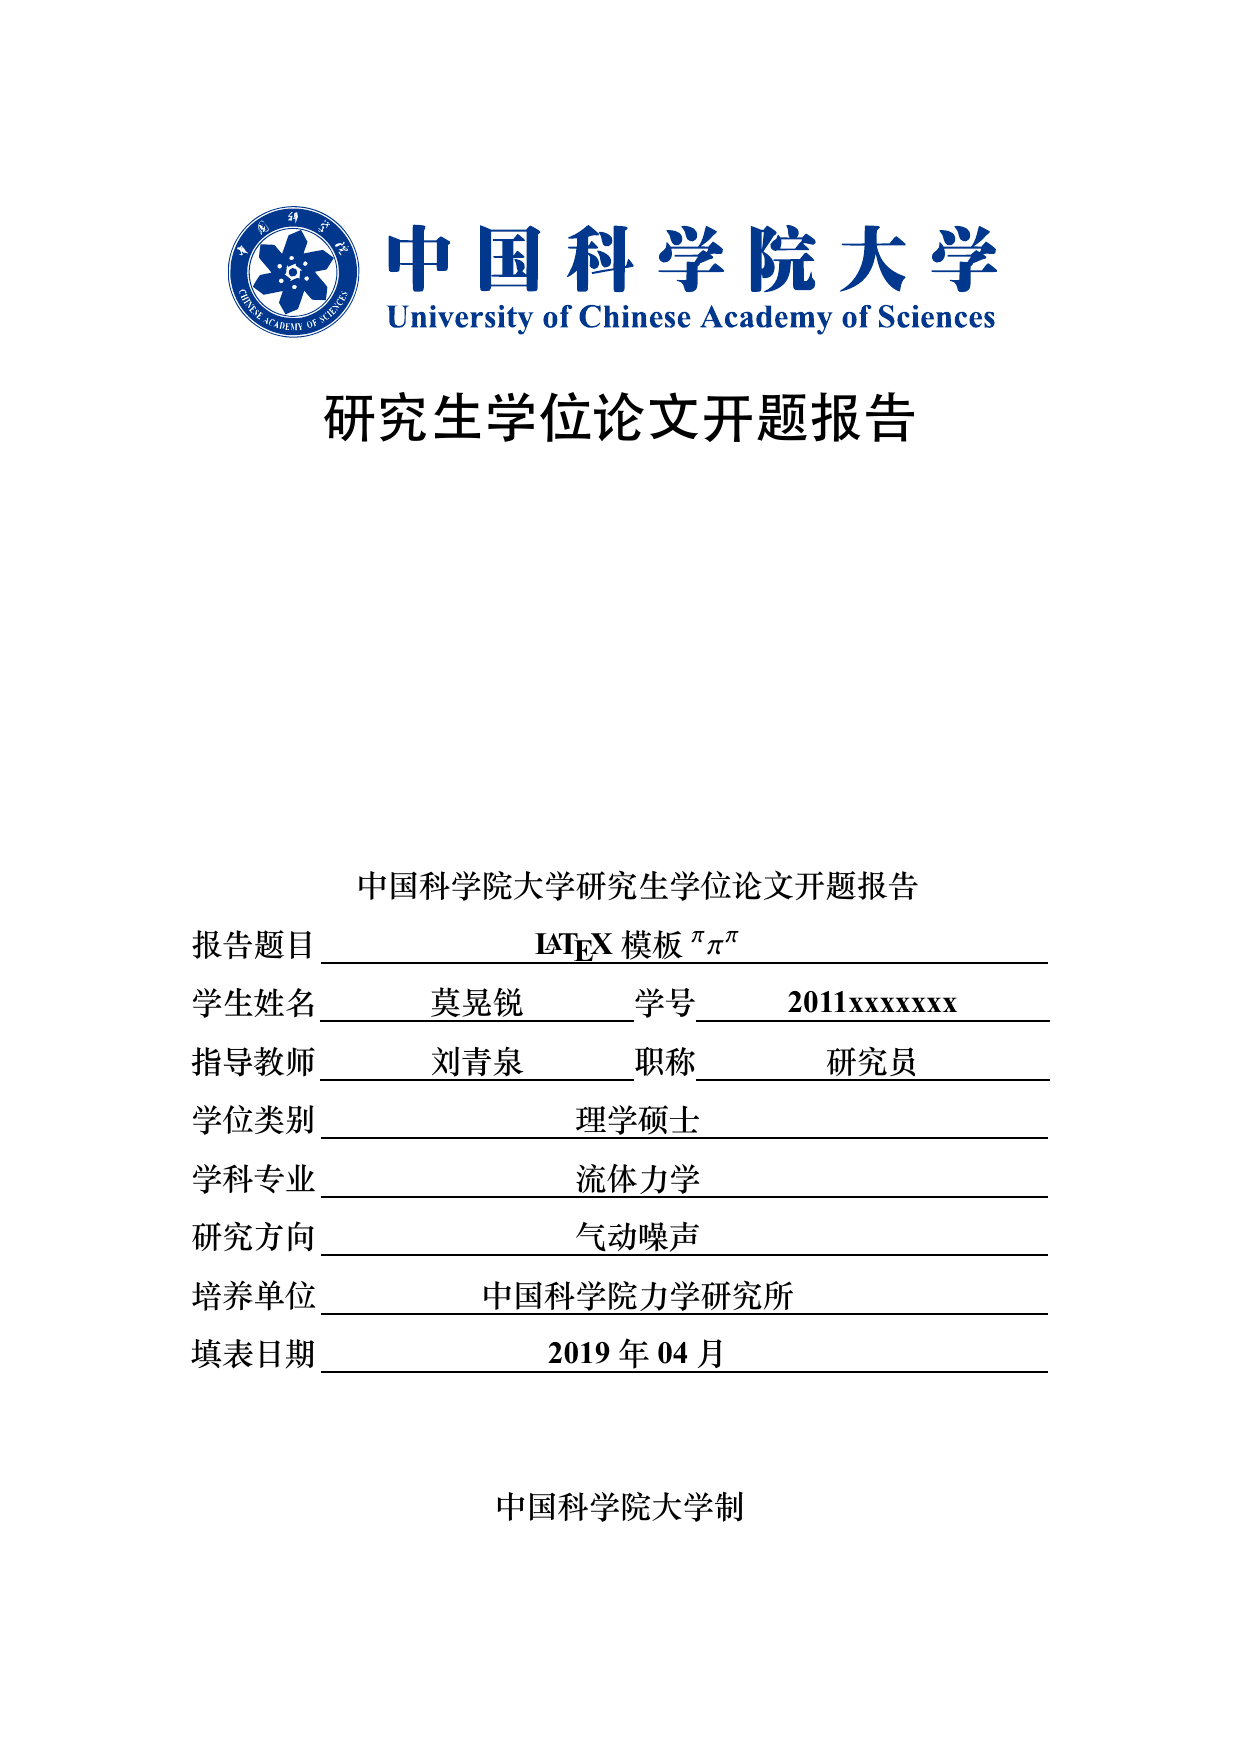 中国科学院
CHINESE ACADEMY OF SCIENCES
中国科学院大学
University of Chinese Academy of Sciences
研究生学位论文开题报告
中国科学院大学研究生学位论文开题报告
报告题目 LATEX 模板 π π π
学生姓名 莫晃锐 学号 2011xxxxxxx
指导教师 刘青泉 职称 研究员
学位类别 理学硕士
学科专业 流体力学
研究方向 气动噪声
培养单位 中国科学院力学研究所
填表日期 2019 年 04 月
中国科学院大学制